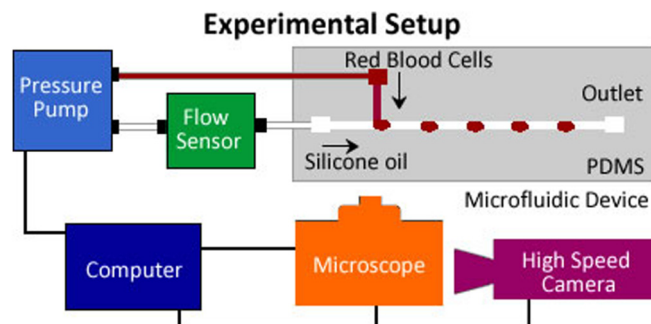 Experimental Setup
Red Blood Cells
Pressure
Pump
Outlet
Flow
Sensor
Silicone oil
PDMS
Microfluidic Device
Computer
Microscope
High Speed
Camera